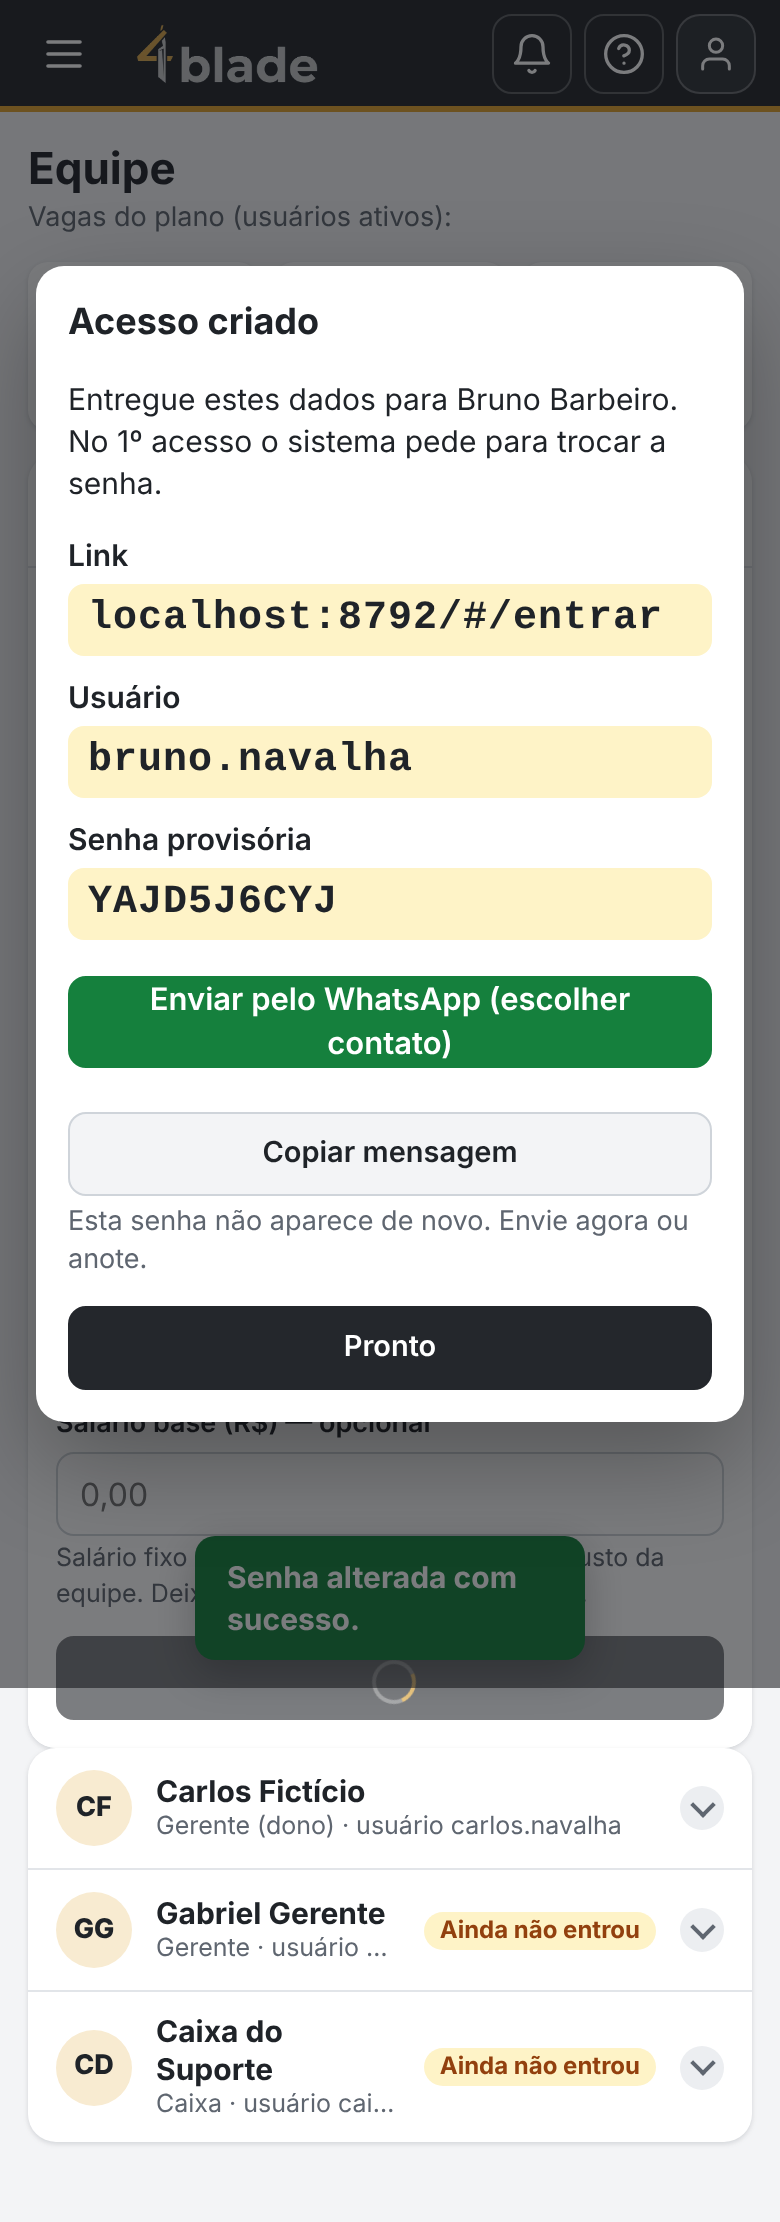 4blade
Equipe
Vagas do plano (usuários ativos):
Acesso criado
Entregue estes dados para Bruno Barbeiro.
No 1º acesso o sistema pede para trocar a
senha.
Link
localhost:8792/#/entrar
Usuário
bruno.navalha
Senha provisória
YAJD5J6CYJ
Enviar pelo WhatsApp (escolher
contato)
Copiar mensagem
Esta senha não aparece de novo. Envie agora ou
anote.
Pronto
Salário base (R$) — opcional
0,00
Salário fixo
da
equipe.
Senha alterada com
sucesso.
CF
Carlos Fictício
Gerente (dono) · usuário carlos.navalha
GG
Gabriel Gerente
Gerente · usuário ...
Ainda não entrou
CD
Caixa do
Suporte
Caixa · usuário cai...
Ainda não entrou